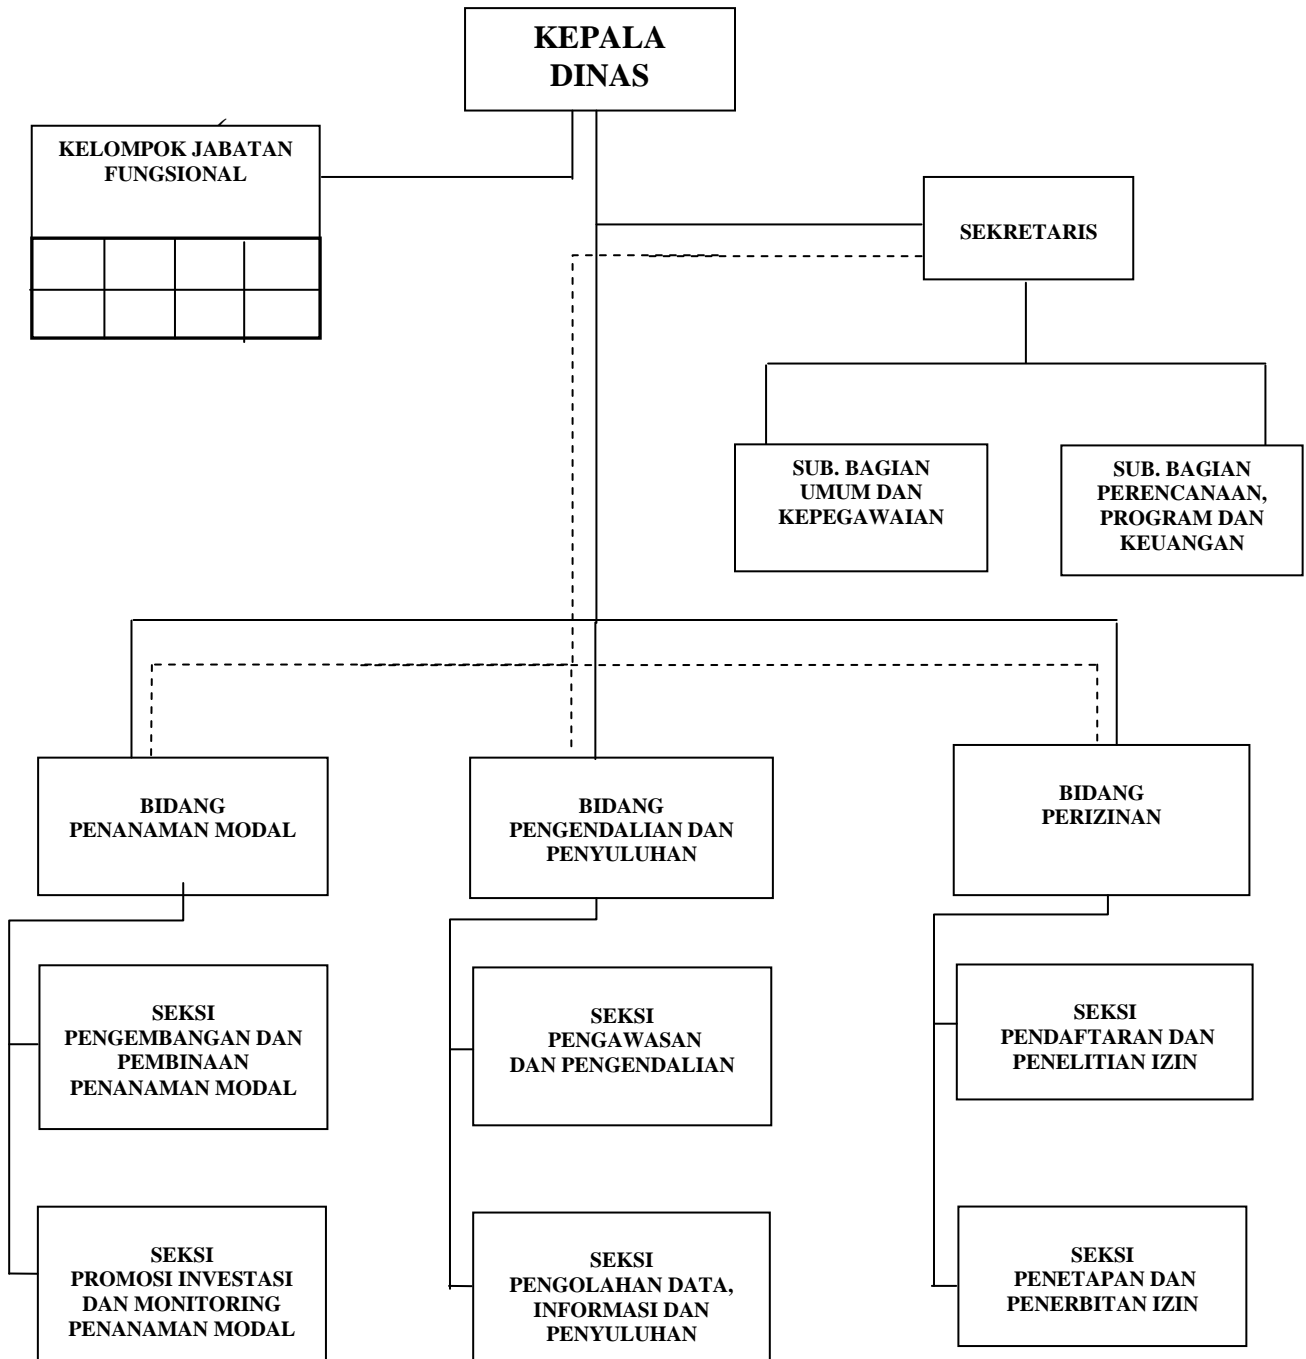 KEPALA
DINAS
KELOMPOK JABATAN
FUNGSIONAL
SEKRETARIS
SUB. BAGIAN
UMUM DAN
KEPEGAWAIAN
SUB. BAGIAN
PERENCANAAN,
PROGRAM DAN
KEUANGAN
BIDANG
PENANAMAN MODAL
BIDANG
PENGENDALIAN DAN
PENYULUHAN
BIDANG
PERIZINAN
SEKSI
PENGEMBANGAN DAN
PEMBINAAN
PENANAMAN MODAL
SEKSI
PENGAWASAN
DAN PENGENDALIAN
SEKSI
PENDAFTARAN DAN
PENELITIAN IZIN
SEKSI
PROMOSI INVESTASI
DAN MONITORING
PENANAMAN MODAL
SEKSI
PENGOLAHAN DATA,
INFORMASI DAN
PENYULUHAN
SEKSI
PENETAPAN DAN
PENERBITAN IZIN